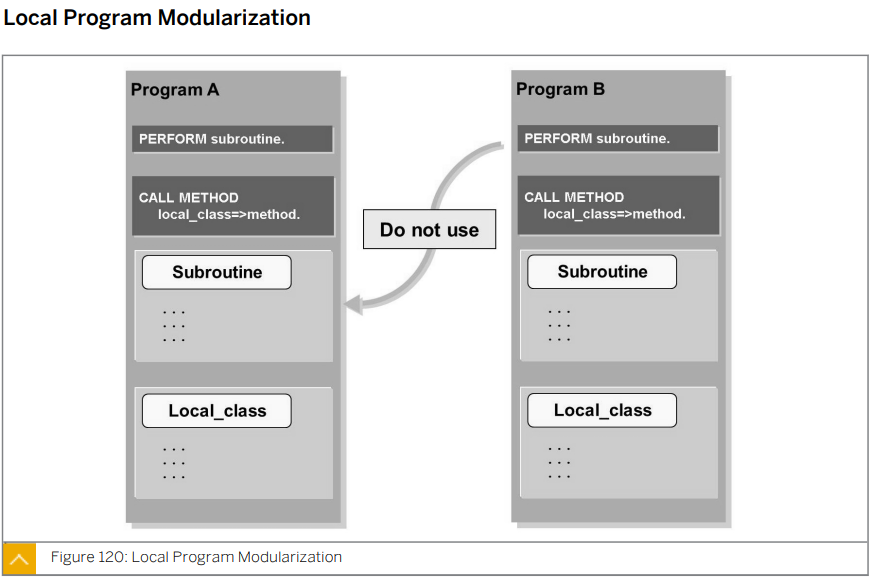 Local Program Modularization
Program A
PERFORM subroutine.
CALL METHOD
local_class=>method.
Subroutine
. . .
. . .
. . .
Local_class
. . .
. . .
. . .
Do not use
Program B
PERFORM subroutine.
CALL METHOD
local_class=>method.
Subroutine
. . .
. . .
. . .
Local_class
. . .
. . .
. . .
Figure 120: Local Program Modularization